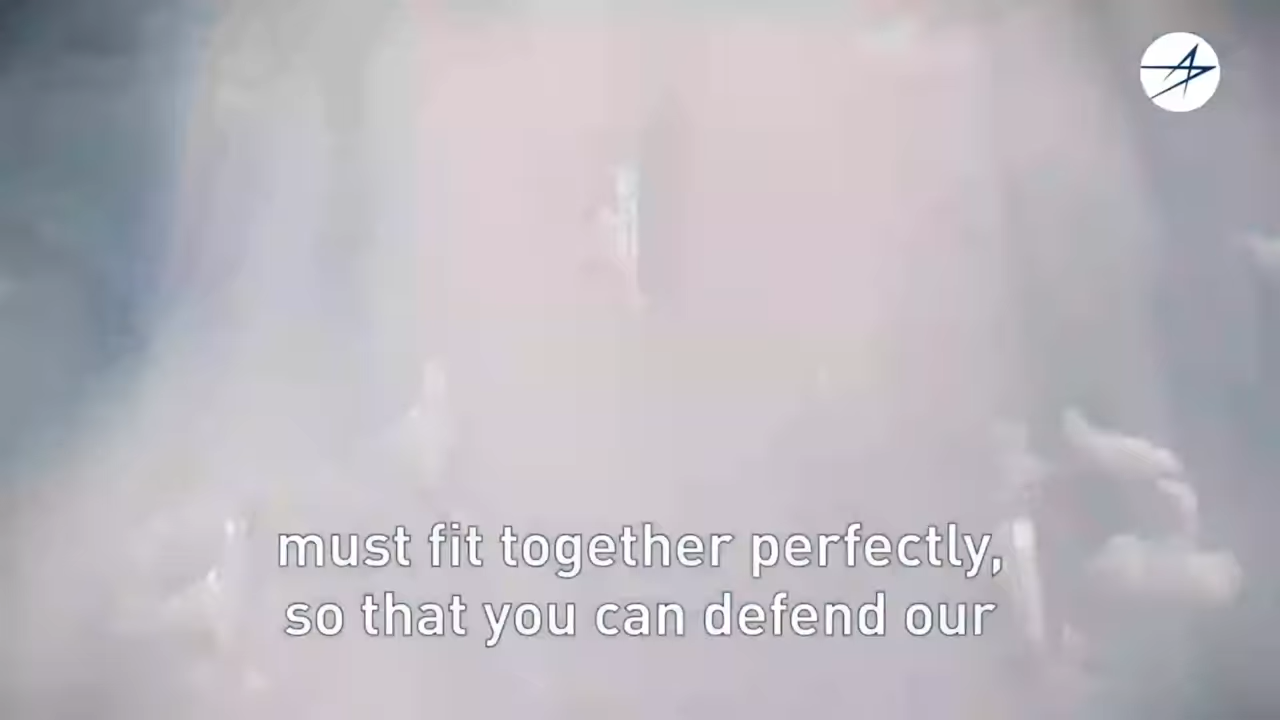 must fit together perfectly,
so that you can defend our